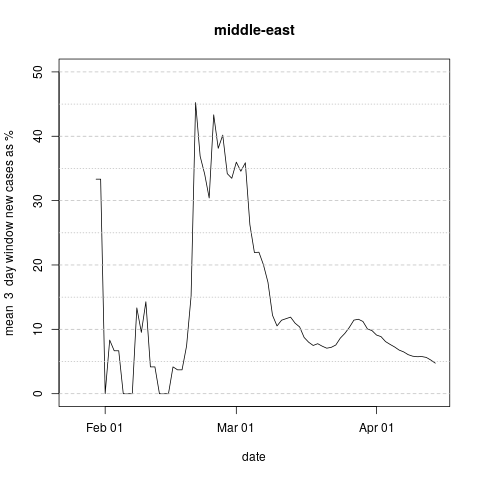 middle-east
mean 3 day window new cases as %
50
40
30
20
10
0
Feb 01
Mar 01
Apr 01
date